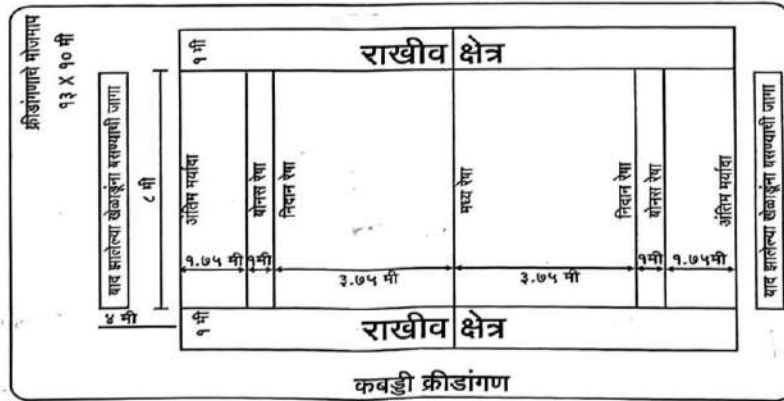 क्रीडांगणाचे मोजमाप
१३ X १० मी
बाद झालेल्या खेळाडूंना बसण्याची जागा
८ मी
४ मी
१ मी
राखीव क्षेत्र
अंतिम मर्यादा
बोनस रेषा
निदान रेषा
मध्य रेषा
निदान रेषा
बोनस रेषा
अंतिम मर्यादा
१.७५ मी
१मी
३.७५ मी
३.७५ मी
१मी
१.७५मी
१ मी
राखीव क्षेत्र
बाद झालेल्या खेळाडूंना बसण्याची जागा
कबड्डी क्रीडांगण